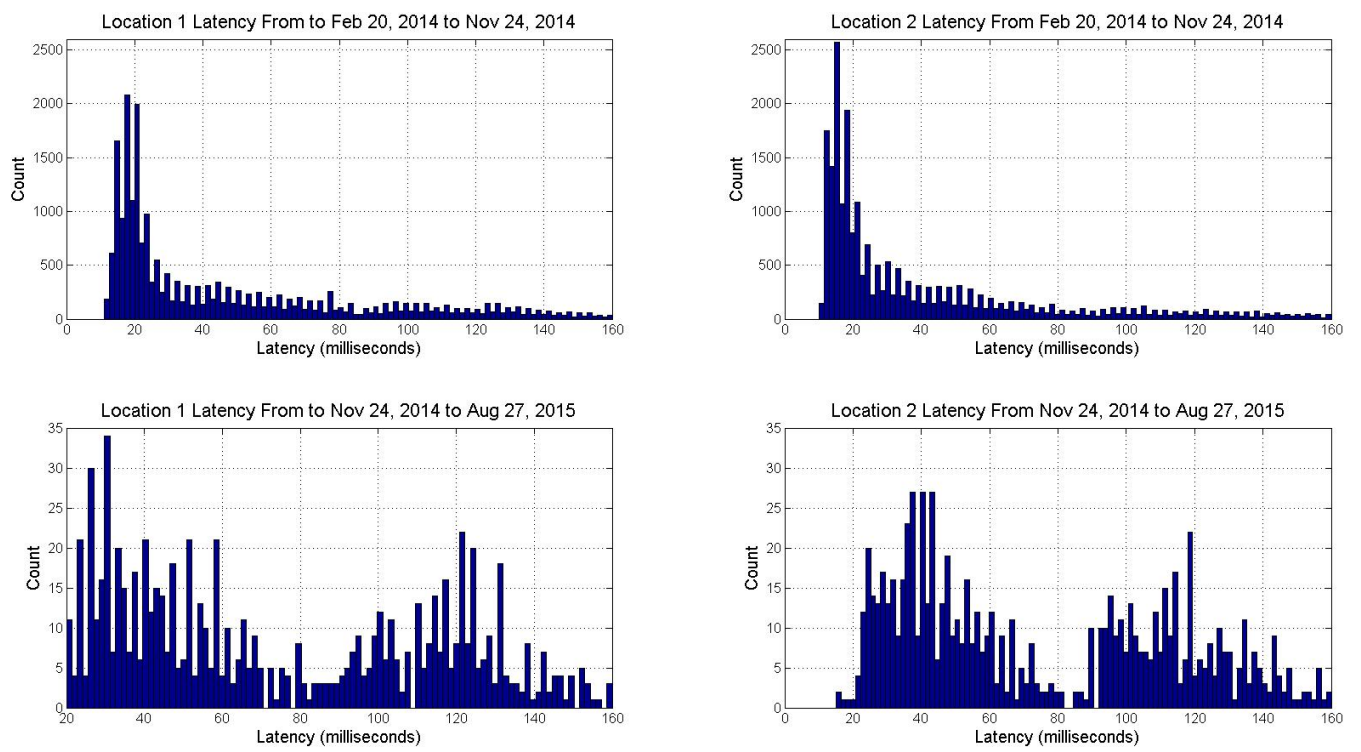 Location 1 Latency From to Feb 20, 2014 to Nov 24, 2014
2500
2000
1500
1000
500
0
Count
0 20 40 60 80 100 120 140 160
Latency (milliseconds)
Location 2 Latency From Feb 20, 2014 to Nov 24, 2014
2500
2000
1500
1000
500
0
Count
0 20 40 60 80 100 120 140 160
Latency (milliseconds)
Location 1 Latency From to Nov 24, 2014 to Aug 27, 2015
35
30
25
20
15
10
5
0
Count
20 40 60 80 100 120 140 160
Latency (milliseconds)
Location 2 Latency From Nov 24, 2014 to Aug 27, 2015
35
30
25
20
15
10
5
0
Count
0 20 40 60 80 100 120 140 160
Latency (milliseconds)